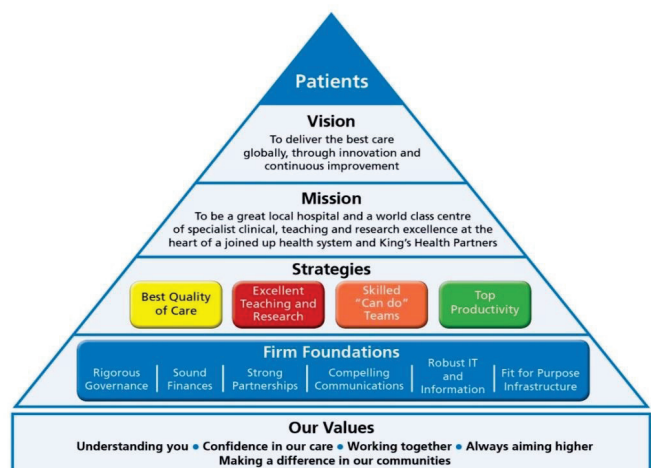 Patients
Vision
To deliver the best care
globally, through innovation and
continuous improvement
Mission
To be a great local hospital and a world class centre
of specialist clinical, teaching and research excellence at the
heart of a joined up health system and King's Health Partners
Strategies
Best Quality
of Care
Excellent
Teaching and
Research
Skilled
"Can do"
Teams
Top
Productivity
Firm Foundations
Rigorous
Governance
Sound
Finances
Strong
Partnerships
Compelling
Communications
Robust IT
and
Information
Fit for Purpose
Infrastructure
Our Values
Understanding you • Confidence in our care • Working together • Always aiming higher
Making a difference in our communities